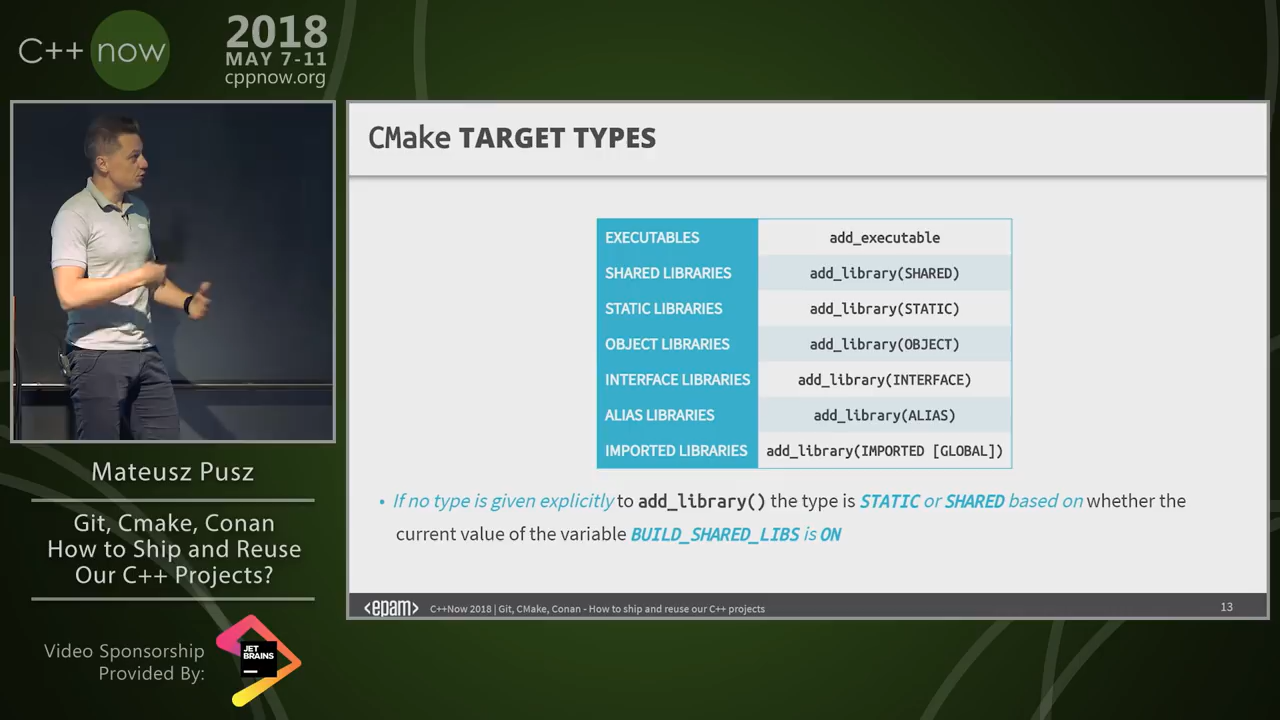 C++ now
2018
MAY 7-11
cppnow.org
CMake TARGET TYPES
EXECUTABLES add_executable
SHARED LIBRARIES add_library(SHARED)
STATIC LIBRARIES add_library(STATIC)
OBJECT LIBRARIES add_library(OBJECT)
INTERFACE LIBRARIES add_library(INTERFACE)
ALIAS LIBRARIES add_library(ALIAS)
IMPORTED LIBRARIES add_library(IMPORTED [GLOBAL])
• If no type is given explicitly to add_library() the type is STATIC or SHARED based on whether the
current value of the variable BUILD_SHARED_LIBS is ON
<epam> C++Now 2018 | Git, CMake, Conan - How to ship and reuse our C++ projects 13
Mateusz Pusz
Git, Cmake, Conan
How to Ship and Reuse
Our C++ Projects?
Video Sponsorship
Provided By:
JET
BRAINS